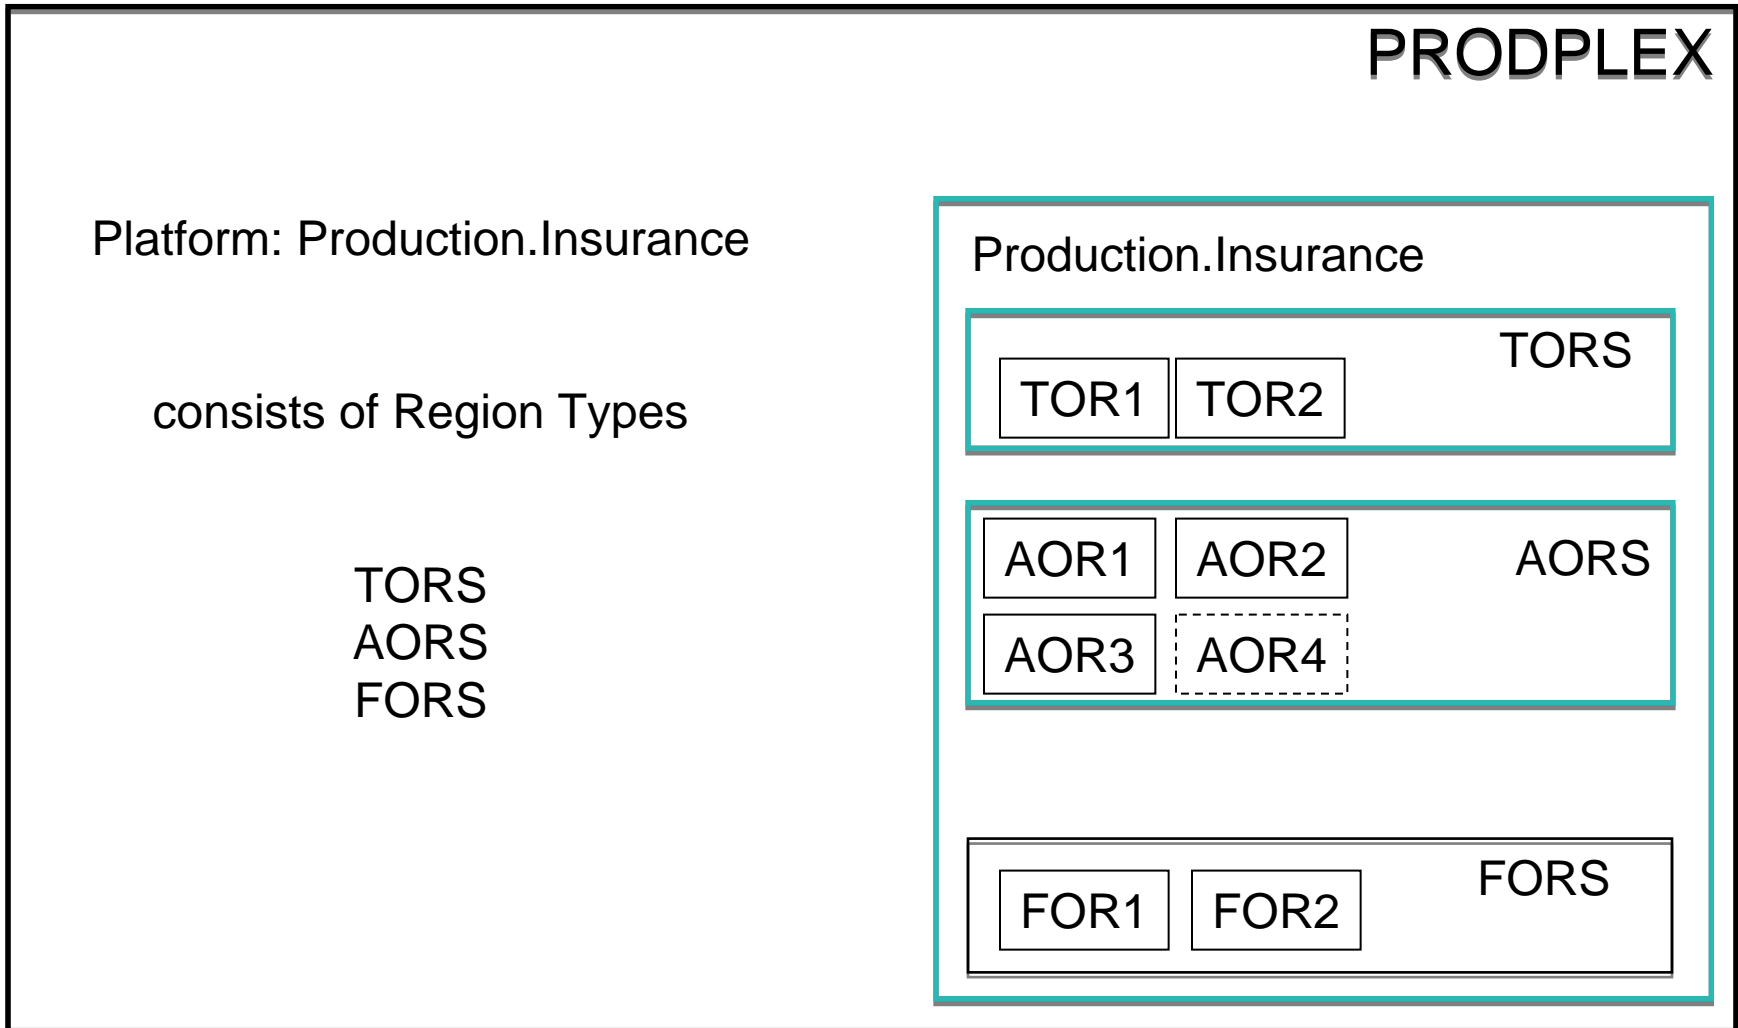 PRODPLEX
Platform: Production.Insurance
consists of Region Types
TORS
AORS
FORS
Production.Insurance
TORS
TOR1 TOR2
AORS
AOR1 AOR2
AOR3 AOR4
FORS
FOR1 FOR2